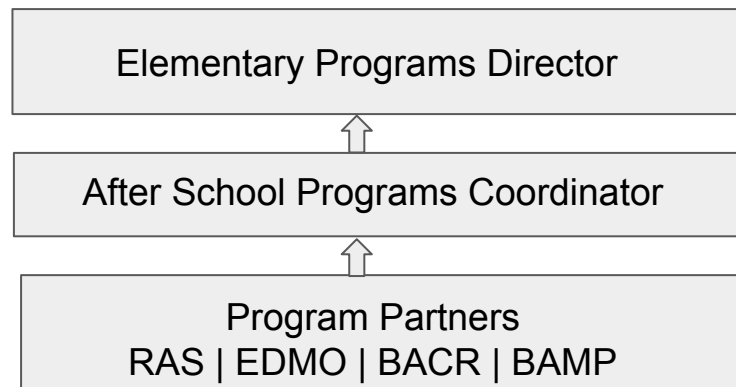 Elementary Programs Director
After School Programs Coordinator
Program Partners
RAS | EDMO | BACR | BAMP